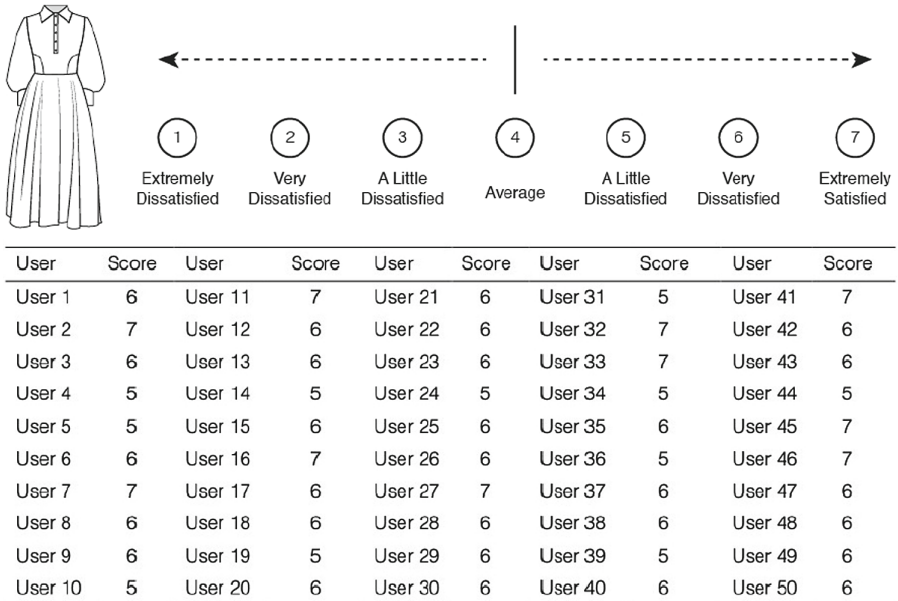 1 2 3 4 5 6 7
Extremely Very A Little Average A Little Very Extremely
Dissatisfied Dissatisfied Dissatisfied Dissatisfied Dissatisfied Satisfied
User Score User Score User Score User Score User Score
User 1 6 User 11 7 User 21 6 User 31 5 User 41 7
User 2 7 User 12 6 User 22 6 User 32 7 User 42 6
User 3 6 User 13 6 User 23 6 User 33 7 User 43 6
User 4 5 User 14 5 User 24 5 User 34 5 User 44 5
User 5 5 User 15 6 User 25 6 User 35 6 User 45 7
User 6 6 User 16 7 User 26 6 User 36 5 User 46 7
User 7 7 User 17 6 User 27 7 User 37 6 User 47 6
User 8 6 User 18 6 User 28 6 User 38 6 User 48 6
User 9 6 User 19 5 User 29 6 User 39 5 User 49 6
User 10 5 User 20 6 User 30 6 User 40 6 User 50 6